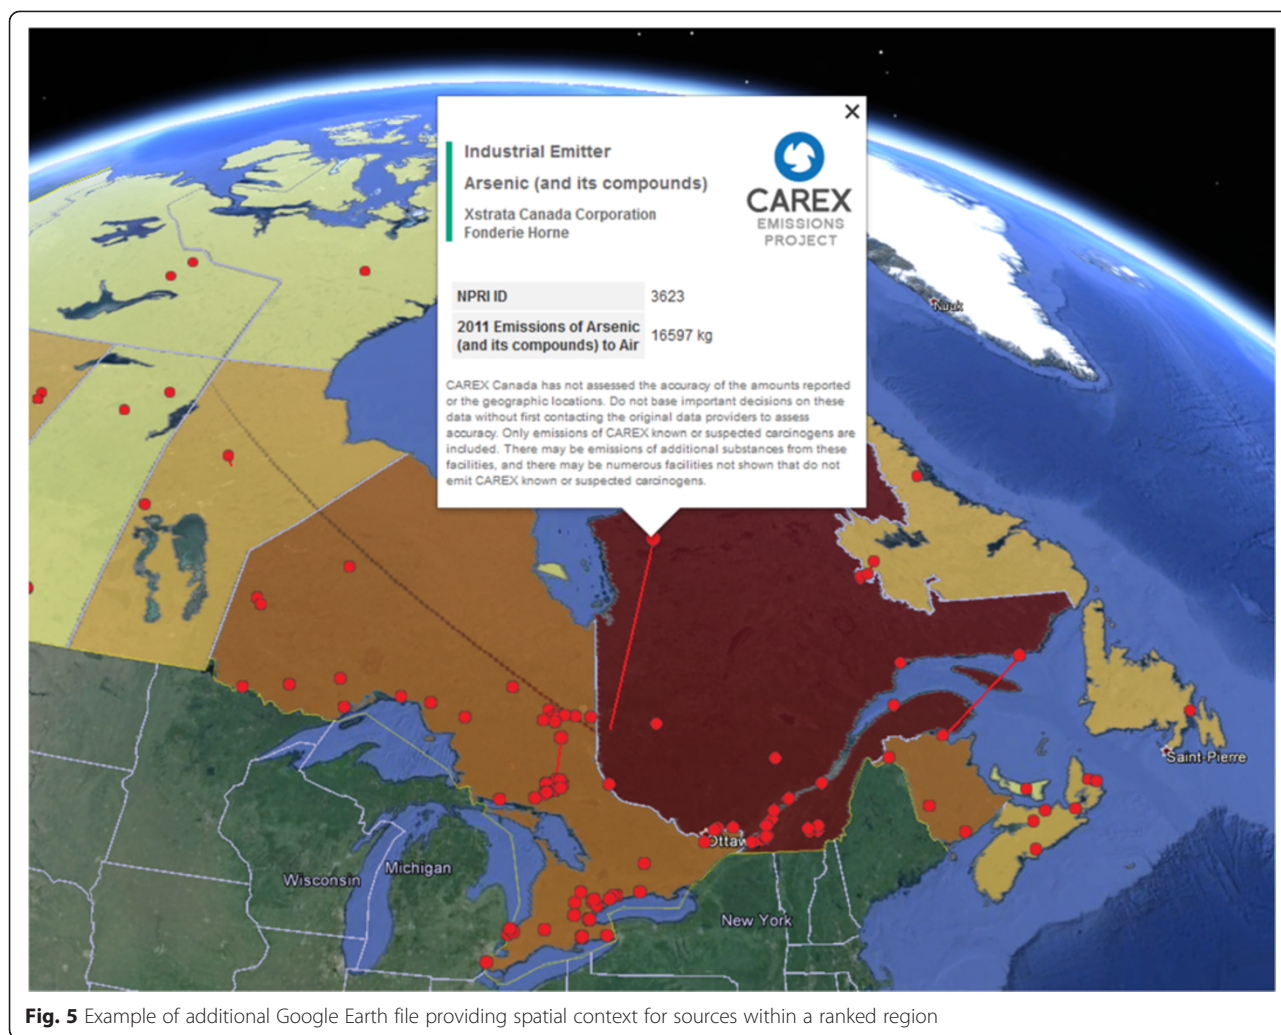 Industrial Emitter
Arsenic (and its compounds)
Xstrata Canada Corporation
Fonderie Horne
CAREX
EMISSIONS
PROJECT
NPRI ID 3623
2011 Emissions of Arsenic
(and its compounds) to Air 16597 kg
CAREX Canada has not assessed the accuracy of the amounts reported
or the geographic locations. Do not base important decisions on these
data without first contacting the original data providers to assess
accuracy. Only emissions of CAREX known or suspected carcinogens are
included. There may be emissions of additional substances from these
facilities, and there may be numerous facilities not shown that do not
emit CAREX known or suspected carcinogens.
Nuuk
Saint-Pierre
Ottaw
Michigan
Wisconsin
New York
Fig. 5 Example of additional Google Earth file providing spatial context for sources within a ranked region